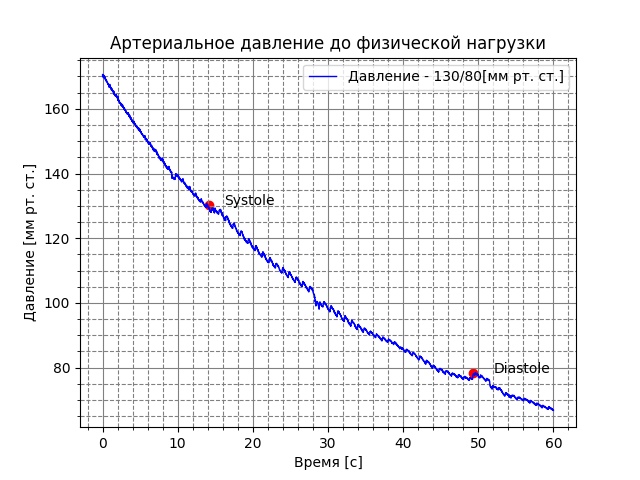 Артериальное давление до физической нагрузки
Давление - 130/80[мм рт. ст.]
160
140
120
100
80
Давление [мм рт. ст.]
Systole
Diastole
0 10 20 30 40 50 60
Время [с]